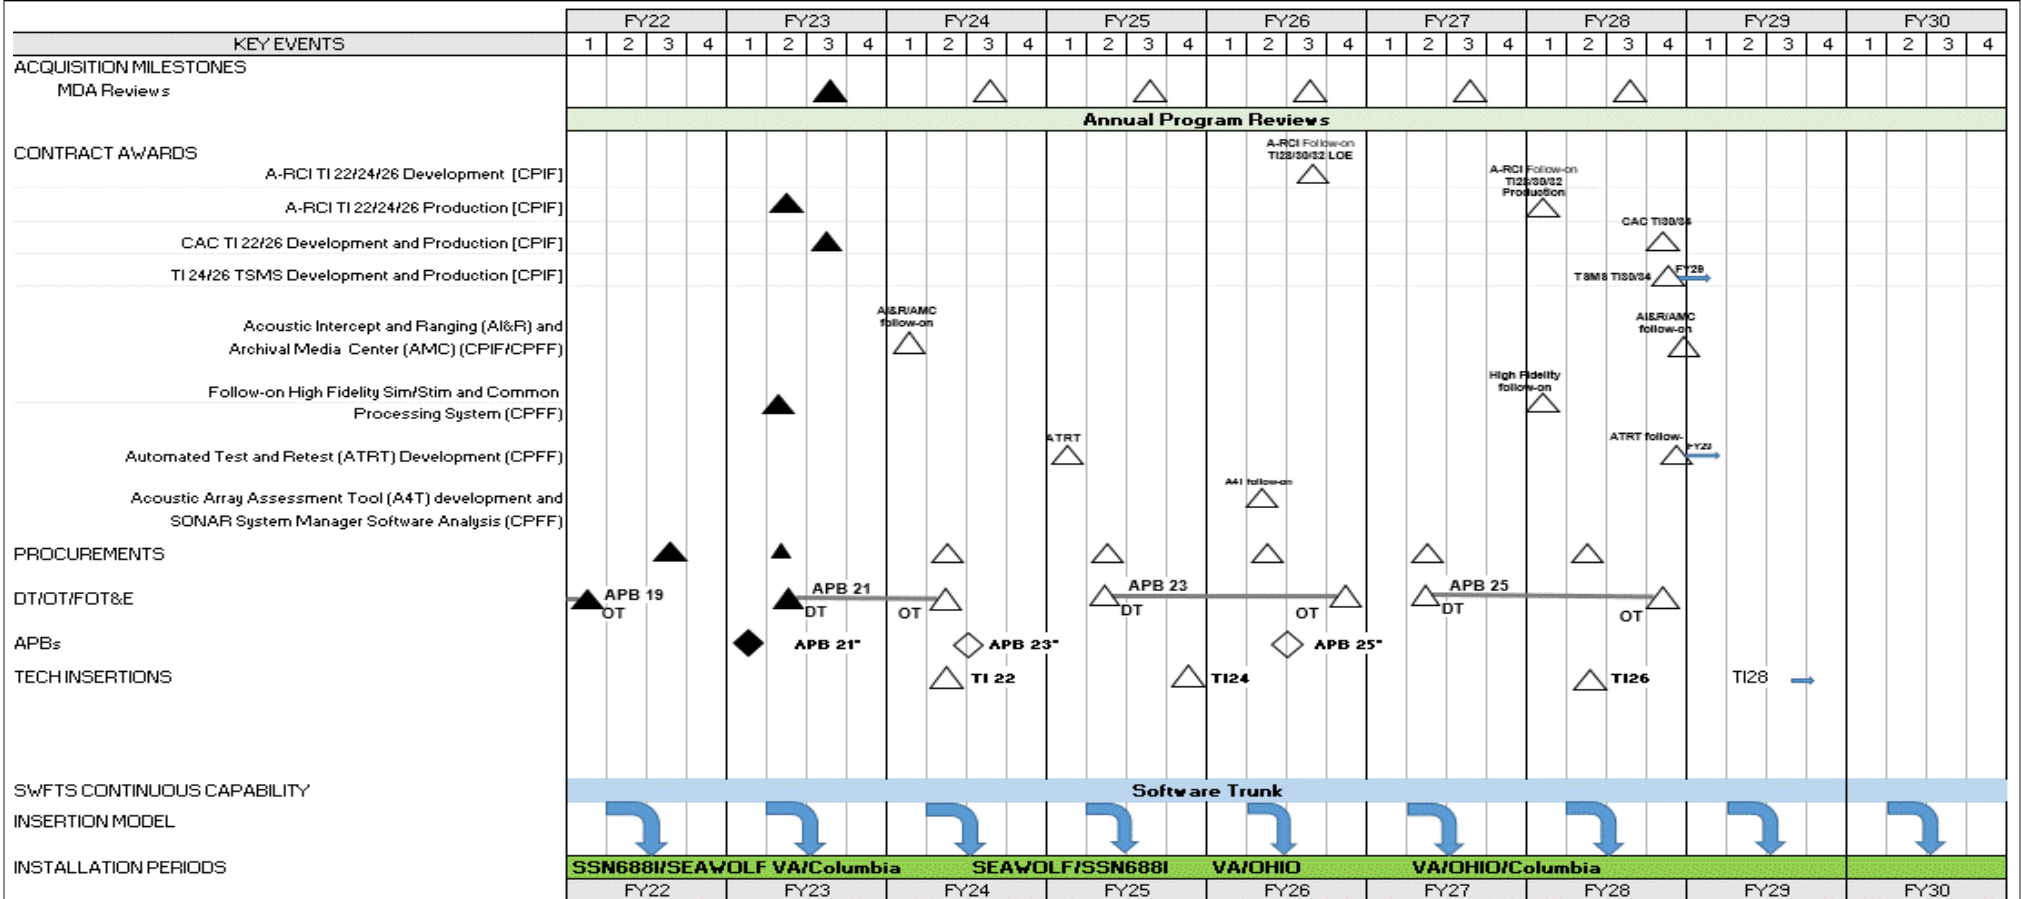 FY22 FY23 FY24 FY25 FY26 FY27 FY28 FY29 FY30
KEY EVENTS 1 2 3 4 1 2 3 4 1 2 3 4 1 2 3 4 1 2 3 4 1 2 3 4 1 2 3 4 1 2 3 4 1 2 3 4
ACQUISITION MILESTONES
MDA Reviews
Annual Program Reviews
CONTRACT AWARDS
A-RCI Follow-on
TI28/30/32 LOE
A-RCI TI 22/24/26 Development [CPIF]
A-RCI Follow-on
TI28/30/32
Production
A-RCI TI 22/24/26 Production [CPIF]
CAC TI30/34
CAC TI 22/26 Development and Production [CPIF]
TI 24/26 TSMS Development and Production [CPIF]
TSMS TI30/34 FY29
AI&R/AMC
follow-on
AI&R/AMC
follow-on
Acoustic Intercept and Ranging (AI&R) and
Archival Media Center (AMC) (CPIF/CPFF)
High Fidelity
follow-on
Follow-on High Fidelity Sim/Stim and Common
Processing System (CPFF)
ATRT
ATRT follow- FY29
Automated Test and Retest (ATRT) Development (CPFF)
A4I follow-on
Acoustic Array Assessment Tool (A4T) development and
SONAR System Manager Software Analysis (CPFF)
PROCUREMENTS
DT/OT/FOT&E
APB 19
OT
APB 21
DT OT
APB 23
DT OT
APB 25
DT OT
APBs APB 21" APB 23" APB 25"
TECH INSERTIONS TI 22 TI24 TI26 TI28
SWFTS CONTINUOUS CAPABILITY Software Trunk
INSERTION MODEL
INSTALLATION PERIODS SSN688I/SEAWOLF VA/Columbia SEAWOLF/SSN688I VA/OHIO VA/OHIO/Columbia
FY22 FY23 FY24 FY25 FY26 FY27 FY28 FY29 FY30